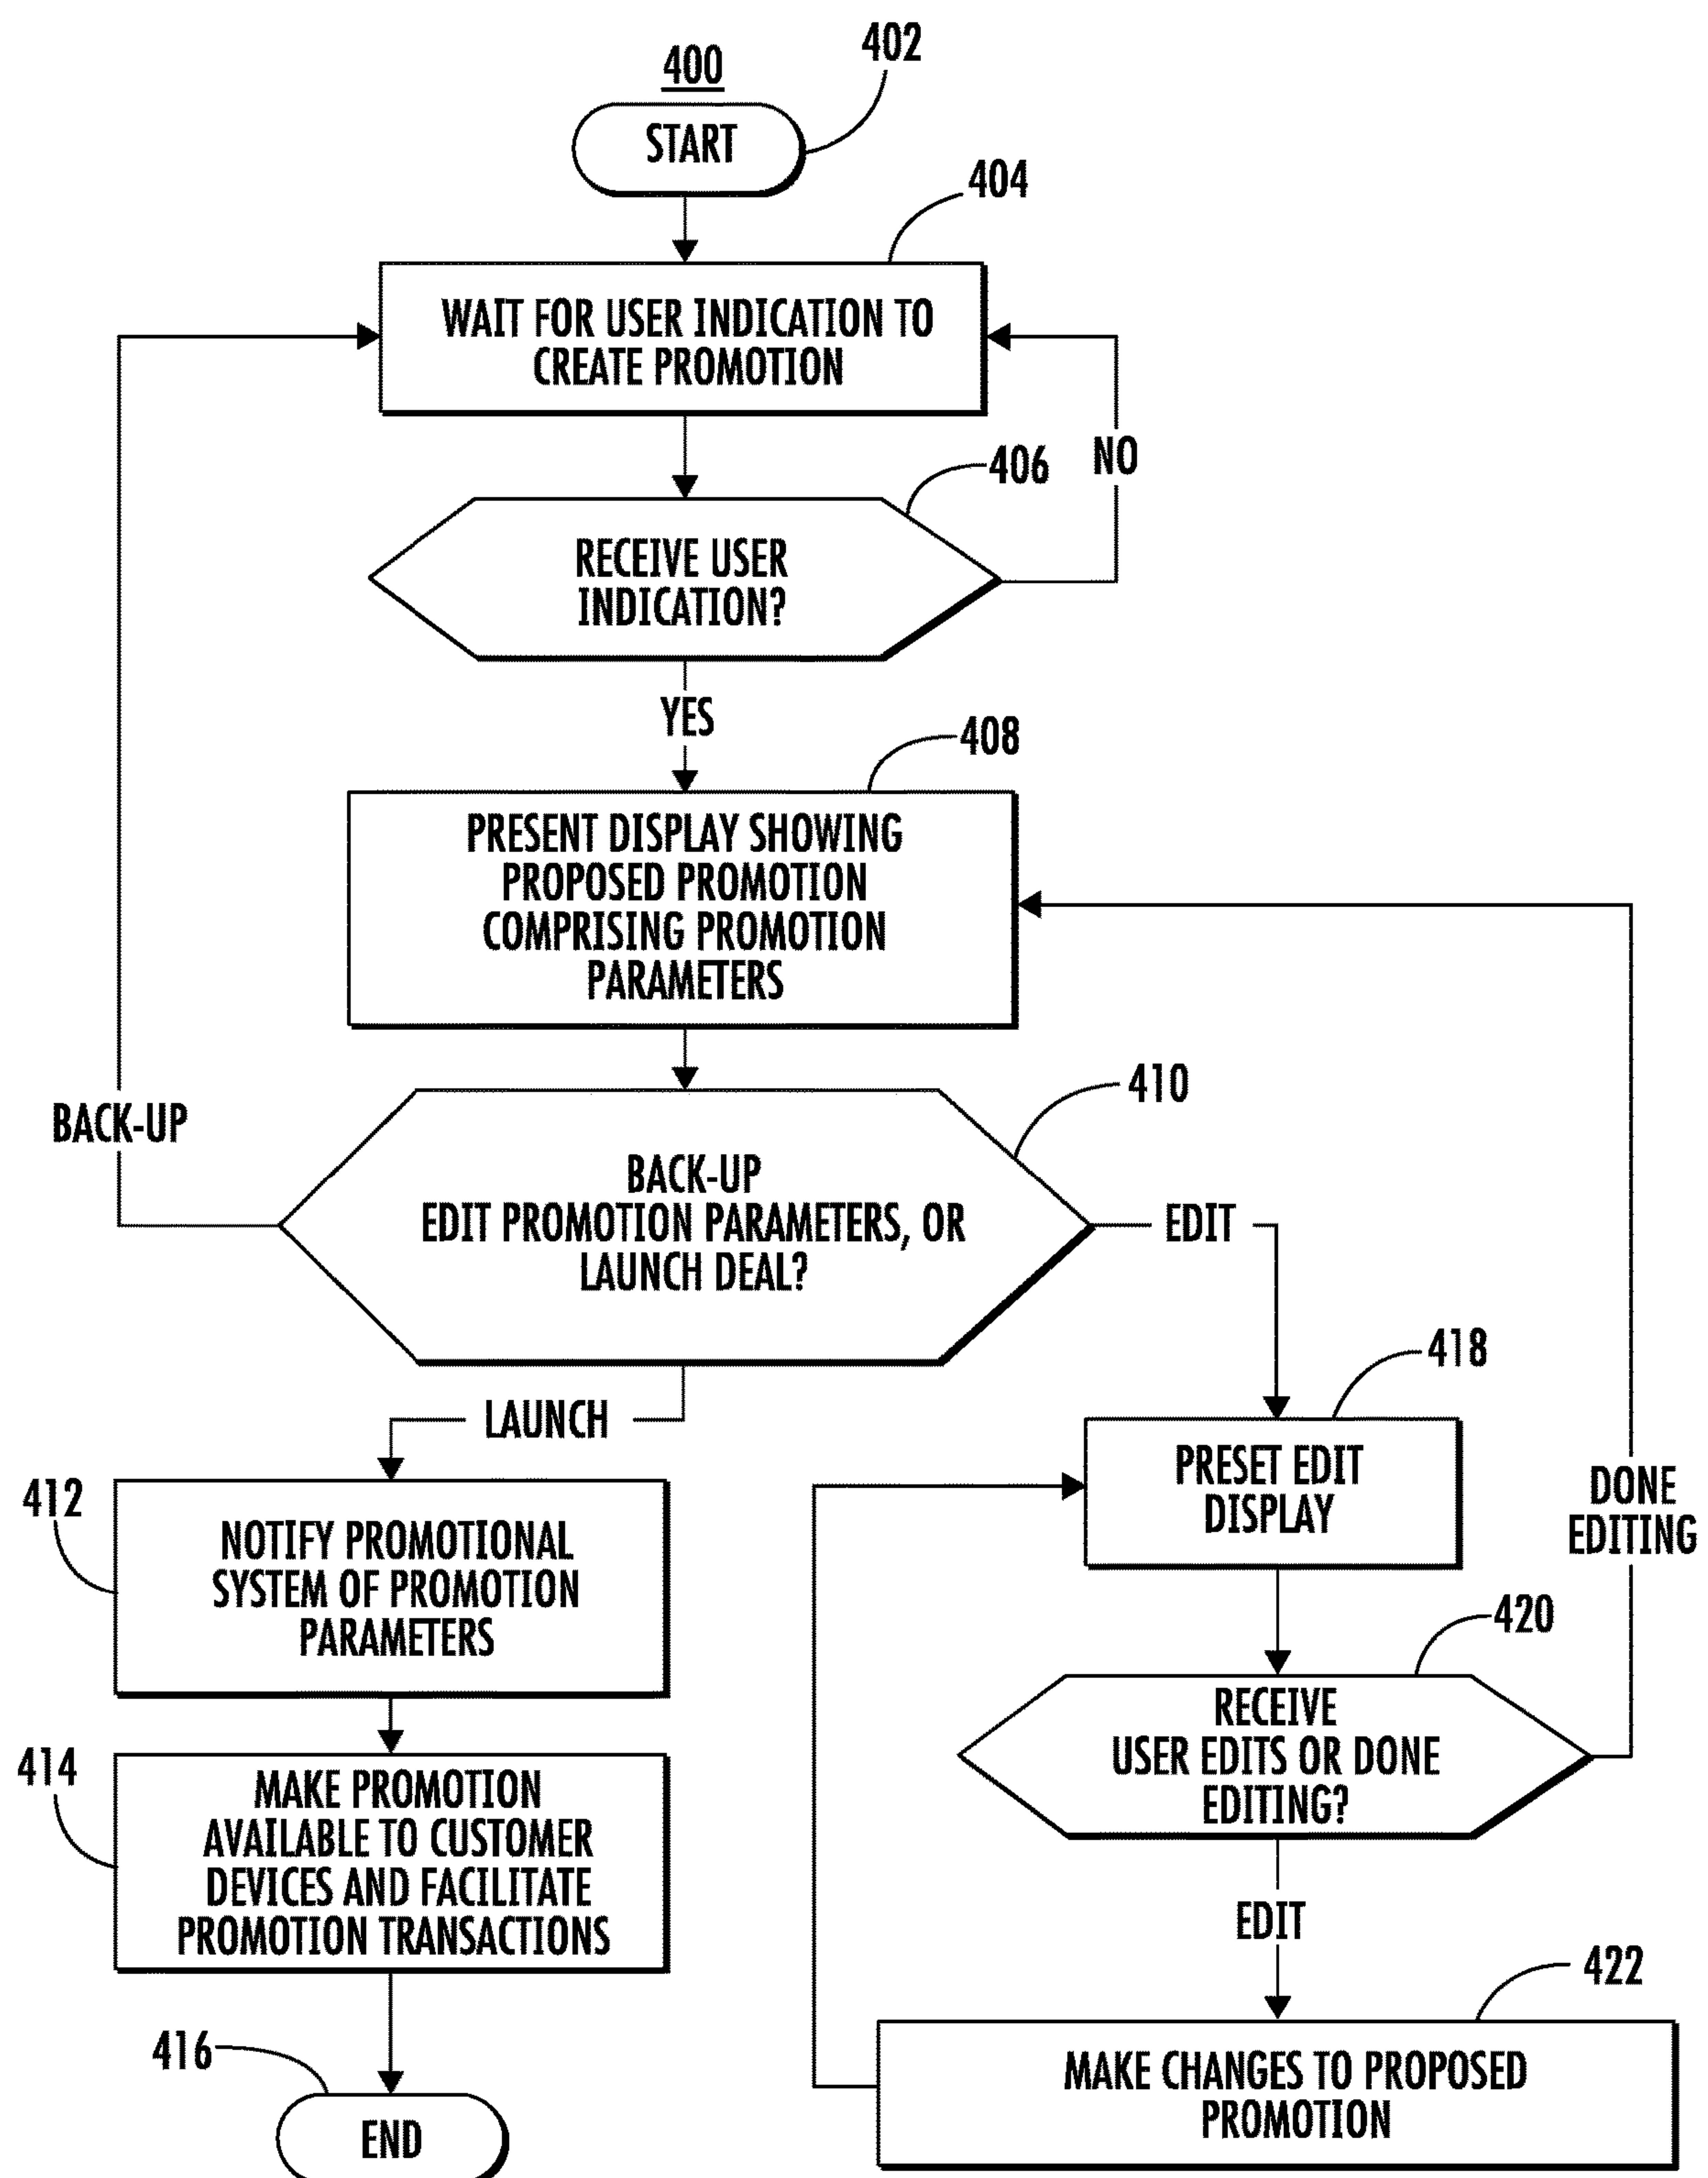 400
402
START
404
WAIT FOR USER INDICATION TO
CREATE PROMOTION
NO
406
RECEIVE USER
INDICATION?
YES
408
PRESENT DISPLAY SHOWING
PROPOSED PROMOTION
COMPRISING PROMOTION
PARAMETERS
BACK-UP
410
BACK-UP
EDIT PROMOTION PARAMETERS, OR
LAUNCH DEAL?
EDIT
LAUNCH
412
NOTIFY PROMOTIONAL
SYSTEM OF PROMOTION
PARAMETERS
414
MAKE PROMOTION
AVAILABLE TO CUSTOMER
DEVICES AND FACILITATE
PROMOTION TRANSACTIONS
416
END
418
PRESET EDIT
DISPLAY
DONE
EDITING
420
RECEIVE
USER EDITS OR DONE
EDITING?
EDIT
422
MAKE CHANGES TO PROPOSED
PROMOTION